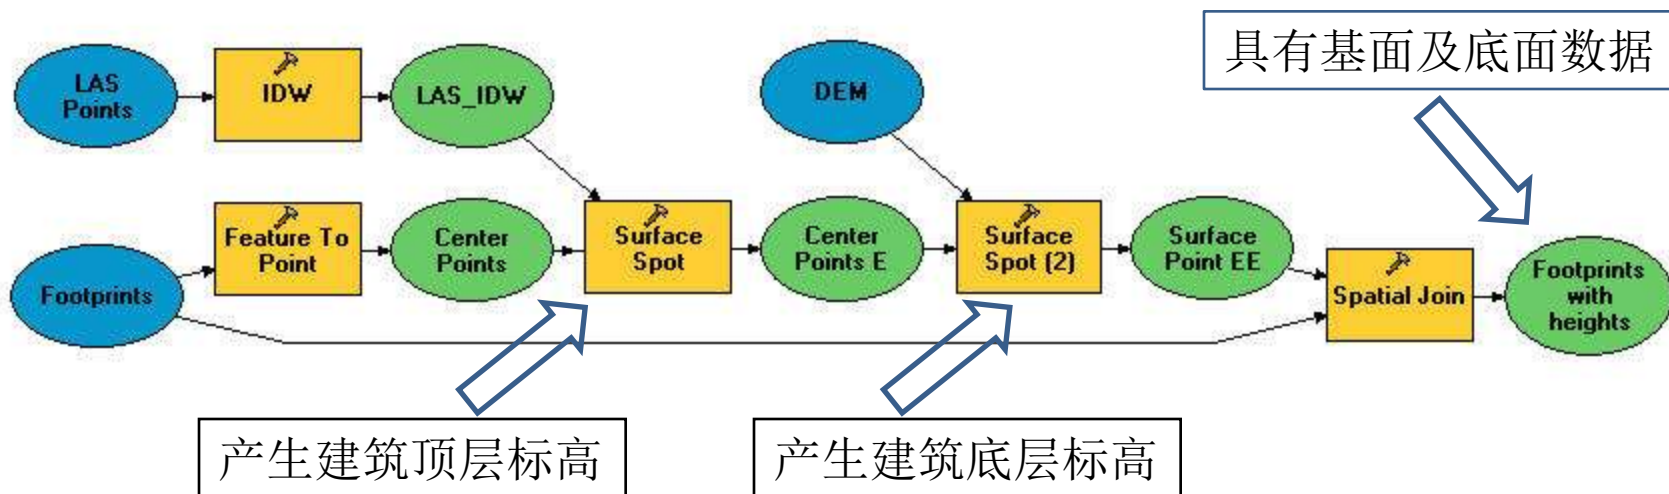 具有基面及底面数据
LAS
Points
IDW
LAS_IDW
DEM
Footprints
Feature To
Point
Center
Points
Surface
Spot
Center
Points E
Surface
Spot (2)
Surface
Point EE
Spatial Join
Footprints
with
heights
产生建筑顶层标高
产生建筑底层标高